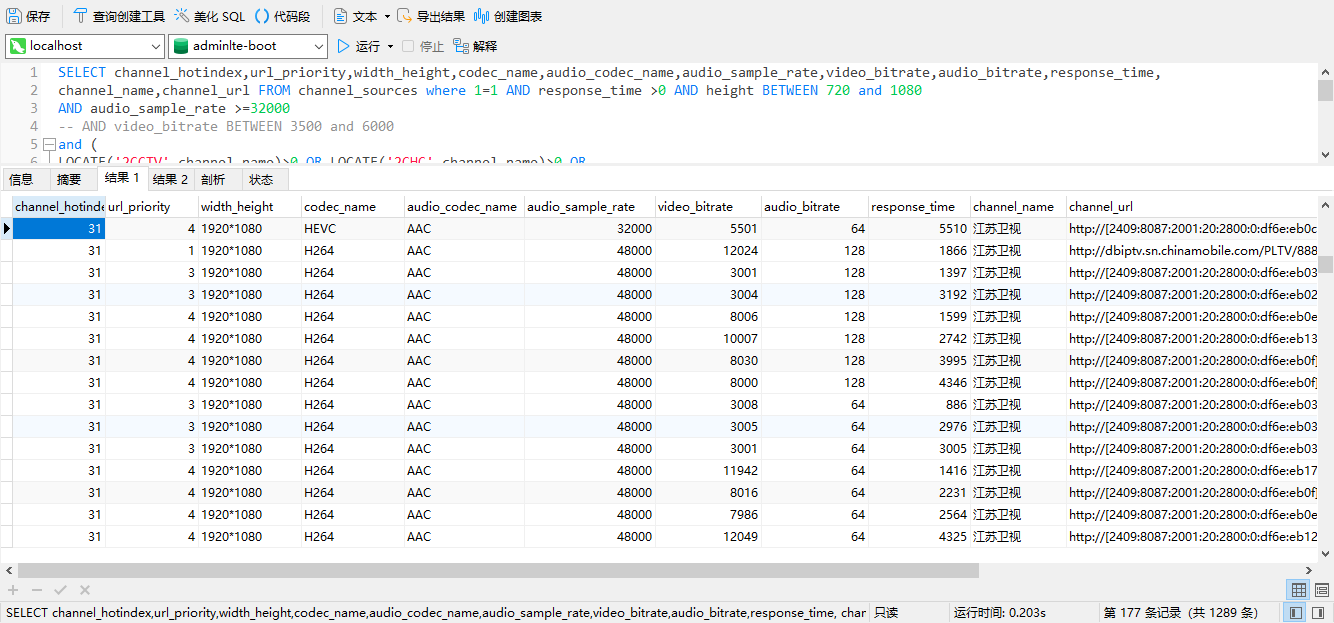 保存 查询创建工具 美化 SQL 代码段 文本 导出结果 创建图表
localhost adminlte-boot 运行 停止 解释
1 SELECT channel_hotindex,url_priority,width_height,codec_name,audio_codec_name,audio_sample_rate,video_bitrate,audio_bitrate,response_time,
2 channel_name,channel_url FROM channel_sources where 1=1 AND response_time >0 AND height BETWEEN 720 and 1080
3 AND audio_sample_rate >=32000
4 -- AND video_bitrate BETWEEN 3500 and 6000
5 and (
6 LOCATE('2CCTV',channel_name)>0 OR LOCATE('2CHC',channel_name)>0 OR
信息 摘要 结果 1 结果 2 剖析 状态
channel_hotinde url_priority width_height codec_name audio_codec_name audio_sample_rate video_bitrate audio_bitrate response_time channel_name channel_url
31 4 1920*1080 HEVC AAC 32000 5501 64 5510 江苏卫视 http://[2409:8087:2001:20:2800:0:df6e:eb0c
31 1 1920*1080 H264 AAC 48000 12024 128 1866 江苏卫视 http://dbiptv.sn.chinamobile.com/PLTV/888
31 3 1920*1080 H264 AAC 48000 3001 128 1397 江苏卫视 http://[2409:8087:2001:20:2800:0:df6e:eb03
31 3 1920*1080 H264 AAC 48000 3004 128 3192 江苏卫视 http://[2409:8087:2001:20:2800:0:df6e:eb02
31 4 1920*1080 H264 AAC 48000 8006 128 1599 江苏卫视 http://[2409:8087:2001:20:2800:0:df6e:eb0e
31 4 1920*1080 H264 AAC 48000 10007 128 2742 江苏卫视 http://[2409:8087:2001:20:2800:0:df6e:eb13
31 4 1920*1080 H264 AAC 48000 8030 128 3995 江苏卫视 http://[2409:8087:2001:20:2800:0:df6e:eb0f]
31 4 1920*1080 H264 AAC 48000 8000 128 4346 江苏卫视 http://[2409:8087:2001:20:2800:0:df6e:eb0f]
31 3 1920*1080 H264 AAC 48000 3008 64 886 江苏卫视 http://[2409:8087:2001:20:2800:0:df6e:eb03
31 3 1920*1080 H264 AAC 48000 3005 64 2976 江苏卫视 http://[2409:8087:2001:20:2800:0:df6e:eb03
31 3 1920*1080 H264 AAC 48000 3001 64 3005 江苏卫视 http://[2409:8087:2001:20:2800:0:df6e:eb03
31 4 1920*1080 H264 AAC 48000 11942 64 1416 江苏卫视 http://[2409:8087:2001:20:2800:0:df6e:eb17
31 4 1920*1080 H264 AAC 48000 8016 64 2231 江苏卫视 http://[2409:8087:2001:20:2800:0:df6e:eb0f]
31 4 1920*1080 H264 AAC 48000 7986 64 2564 江苏卫视 http://[2409:8087:2001:20:2800:0:df6e:eb0e
31 4 1920*1080 H264 AAC 48000 12049 64 4325 江苏卫视 http://[2409:8087:2001:20:2800:0:df6e:eb12
SELECT channel_hotindex,url_priority,width_height,codec_name,audio_codec_name,audio_sample_rate,video_bitrate,audio_bitrate,response_time, char 只读 运行时间: 0.203s 第 177 条记录 (共 1289 条)